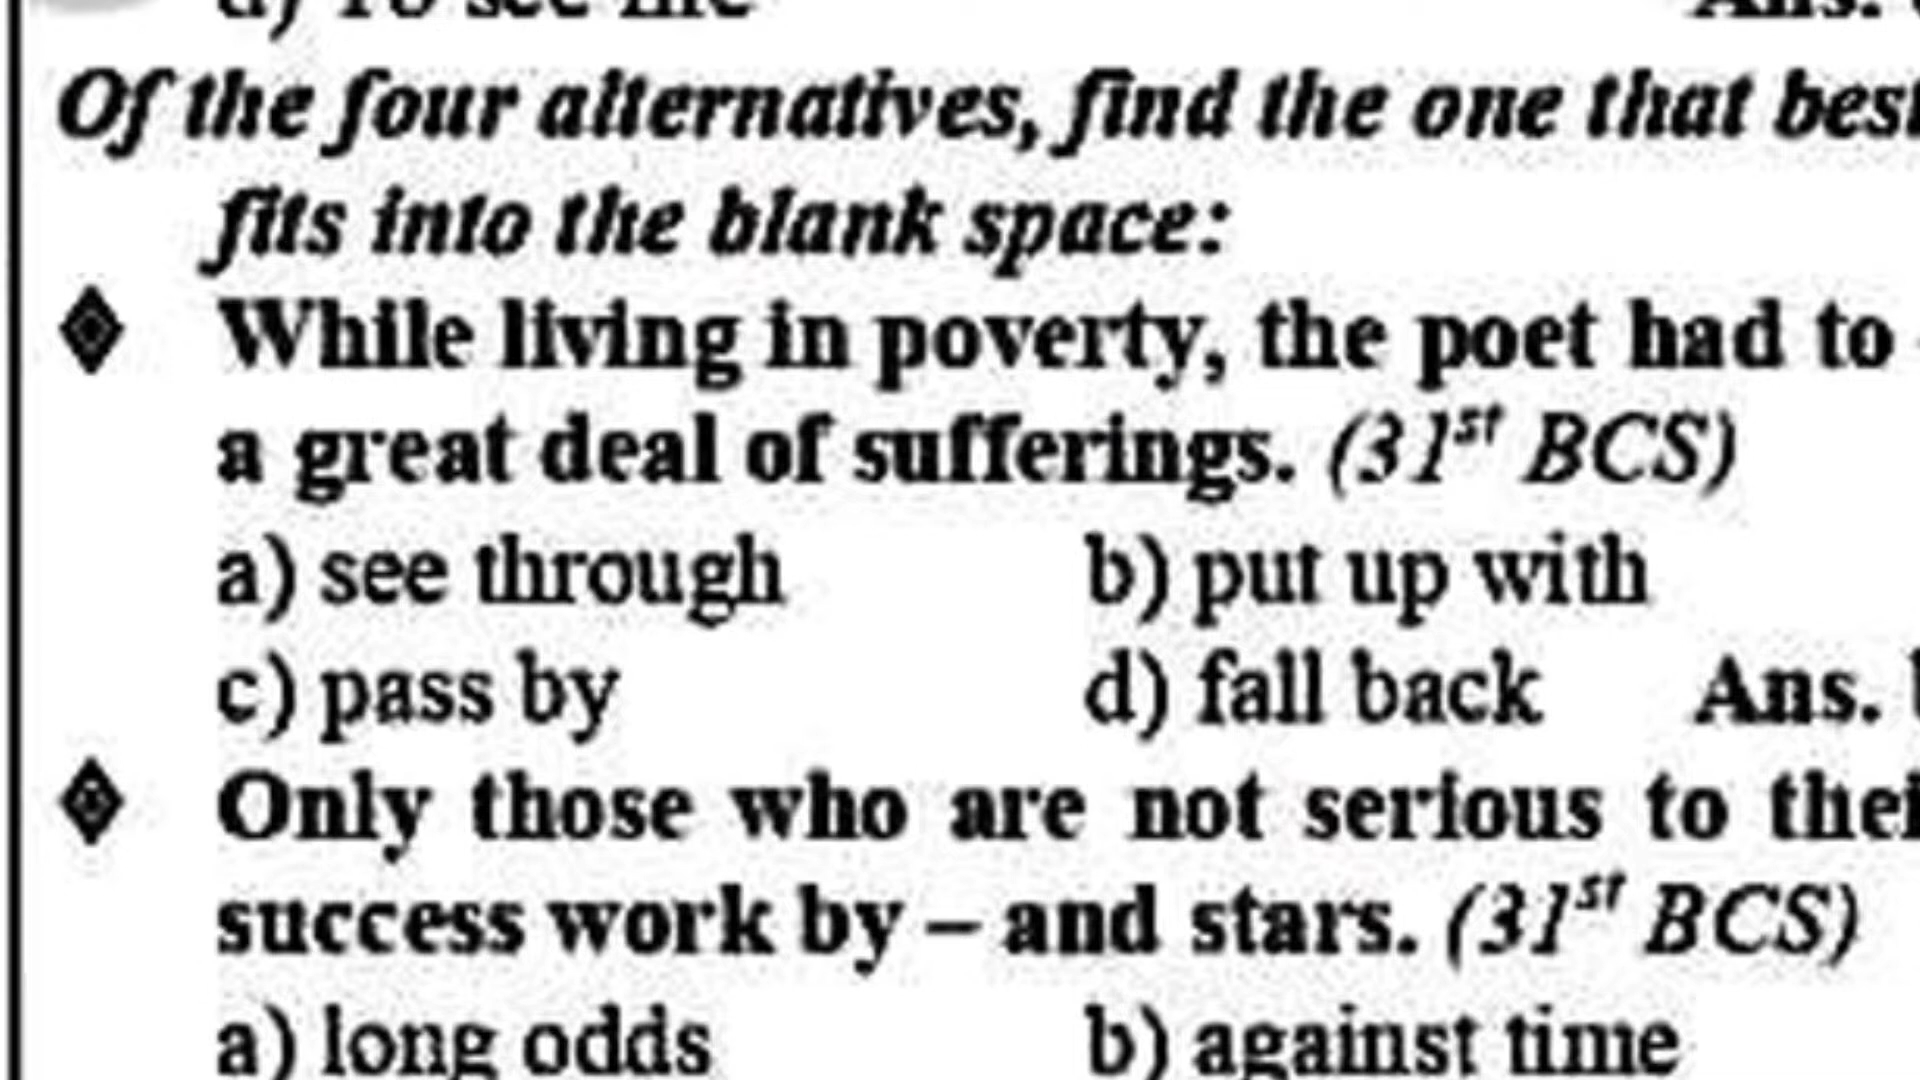 Of the four alternatives, find the one that best
fits into the blank space:
While living in poverty, the poet had to
a great deal of sufferings. (31st BCS)
a) see through b) put up with
c) pass by d) fall back Ans.
Only those who are not serious to thei
success work by – and stars. (31st BCS)
a) long odds b) against time